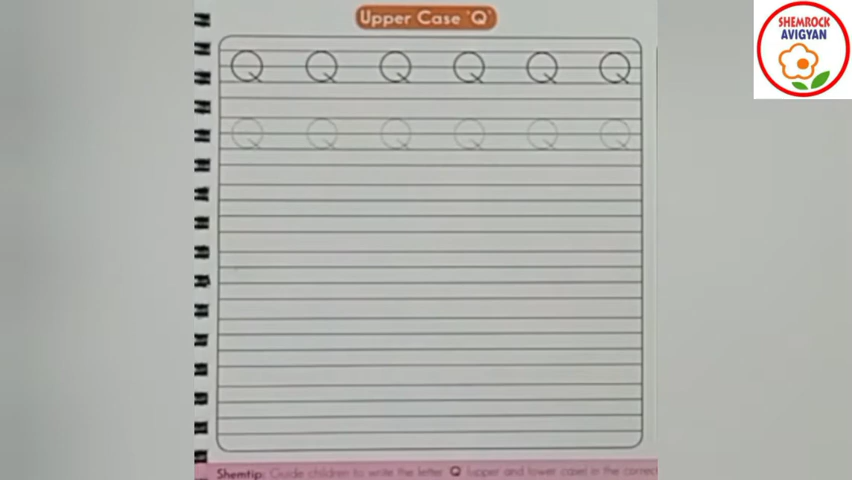 Upper Case 'Q'
SHEMROCK
AVIGYAN
Q Q Q Q Q Q
Q Q Q Q Q Q
Shemtip: Guide children to write the letter Q (upper and lower case) in the correct